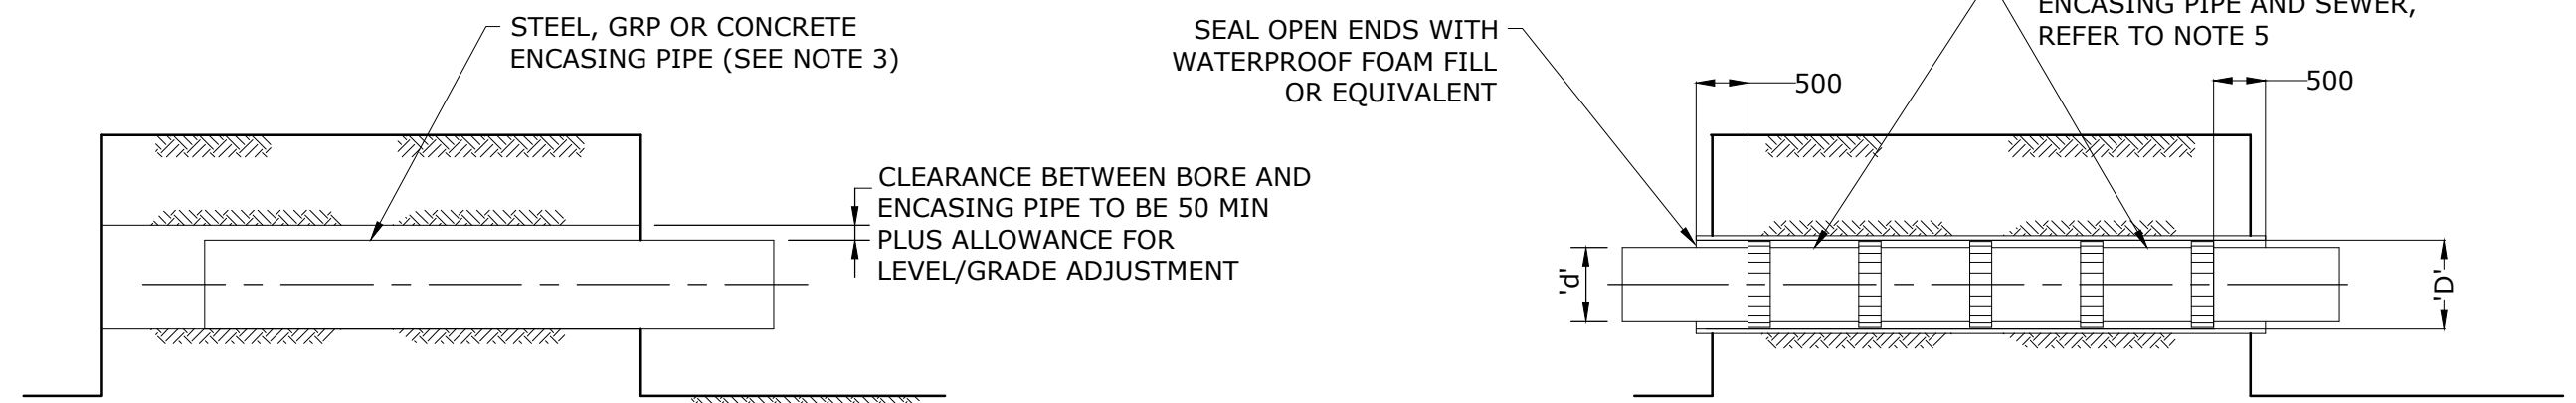 STEEL, GRP OR CONCRETE
ENCASING PIPE (SEE NOTE 3)
CLEARANCE BETWEEN BORE AND
ENCASING PIPE TO BE 50 MIN
PLUS ALLOWANCE FOR
LEVEL/GRADE ADJUSTMENT
SEAL OPEN ENDS WITH
WATERPROOF FOAM FILL
OR EQUIVALENT
ENCASING PIPE AND SEWER,
REFER TO NOTE 5
500
500
'd'
'D'